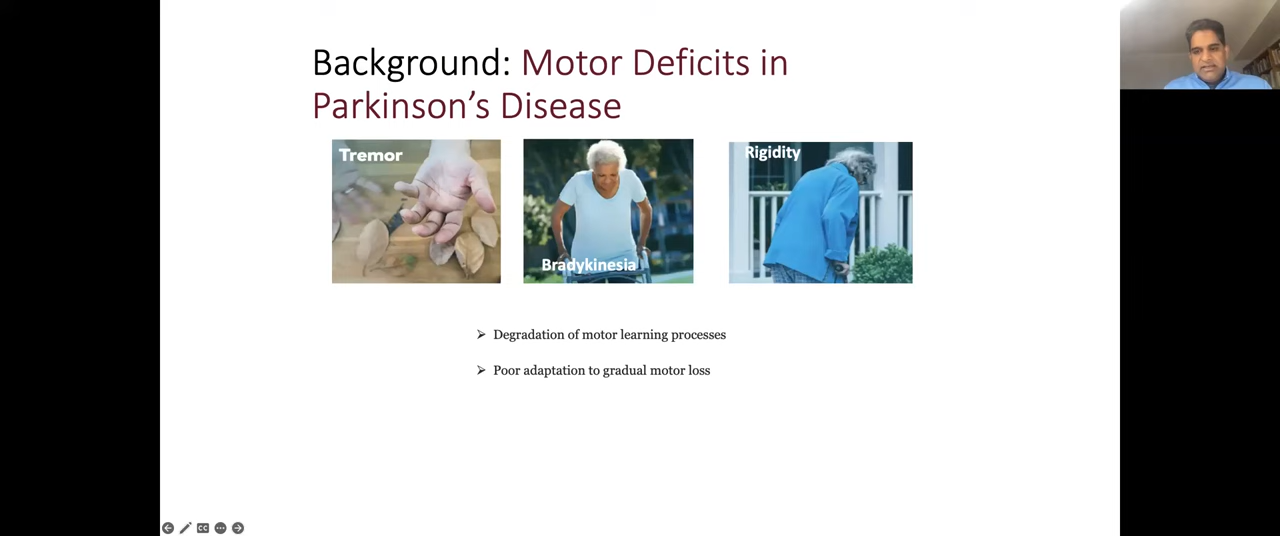 Background: Motor Deficits in
Parkinson's Disease
Tremor
Bradykinesia
Rigidity
➢ Degradation of motor learning processes
➢ Poor adaptation to gradual motor loss
CC